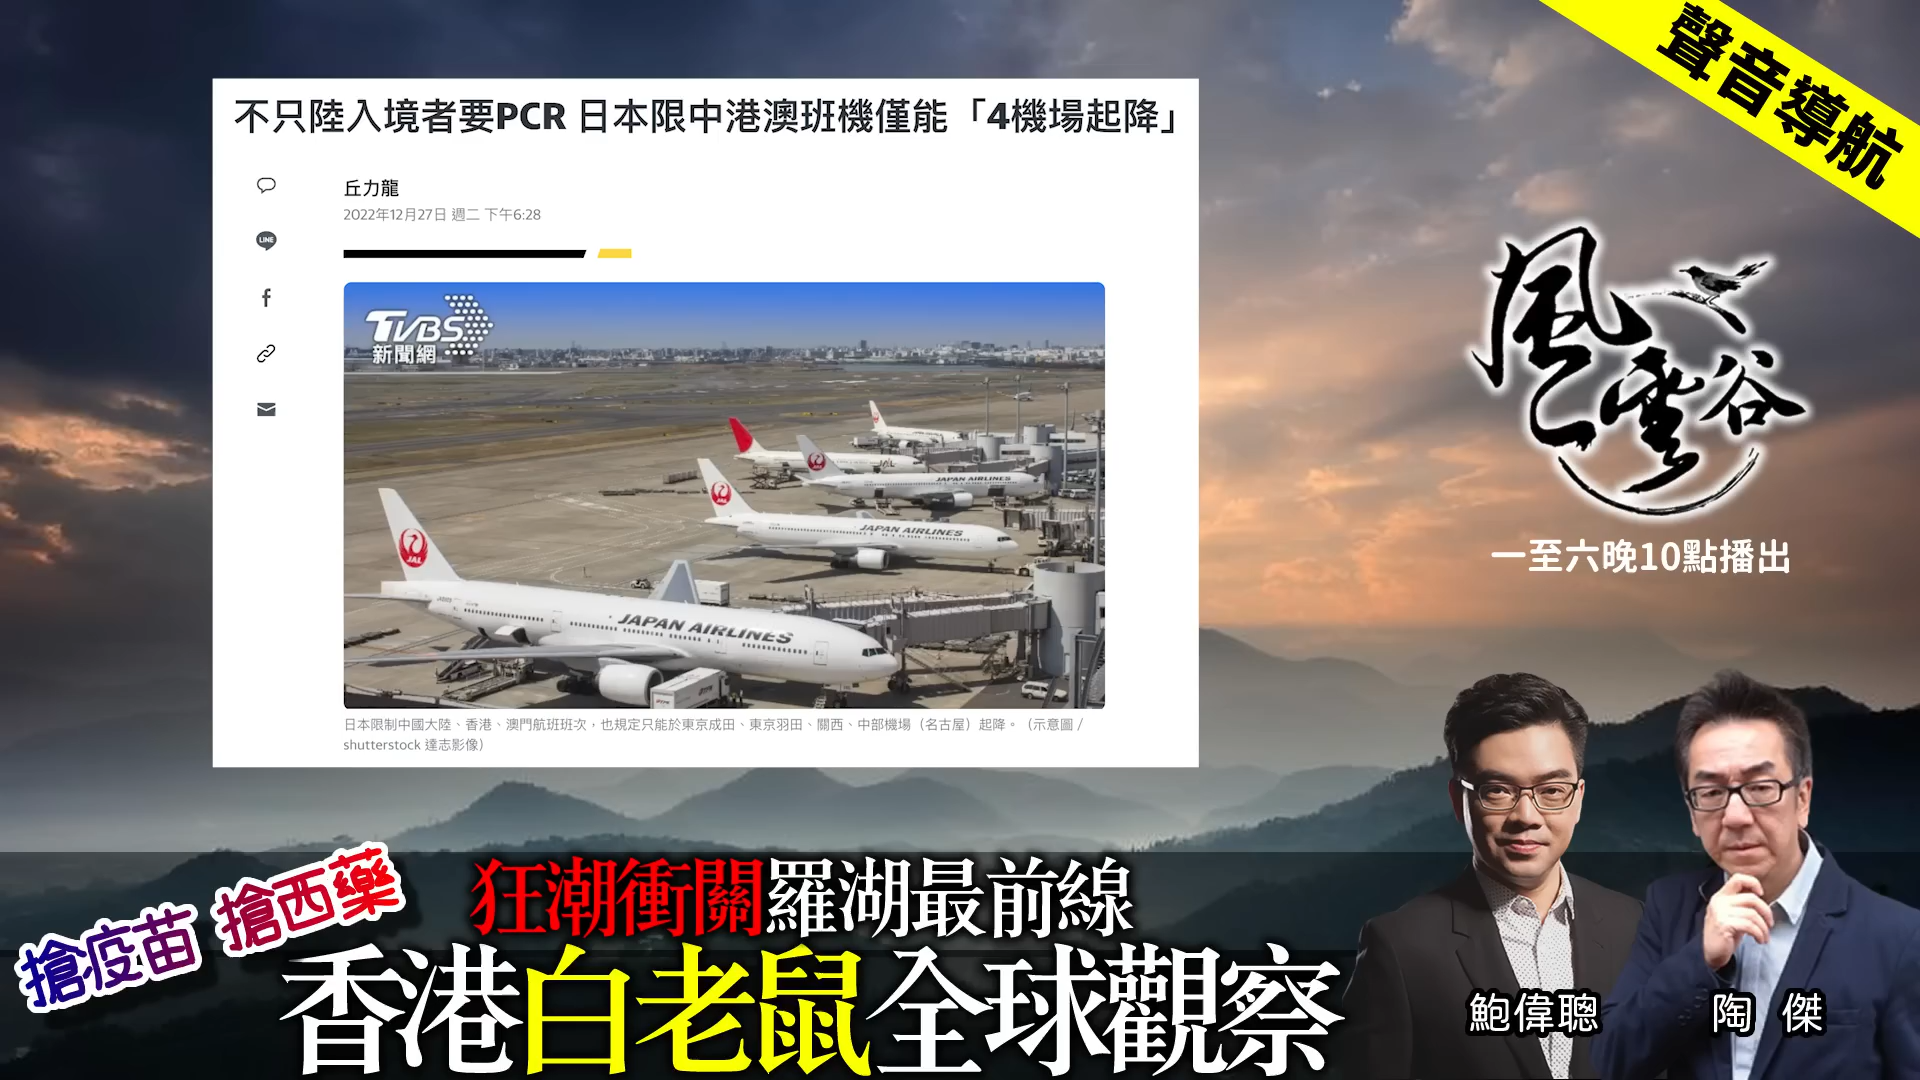 聲音導航
不只陸入境者要PCR 日本限中港澳班機僅能「4機場起降」
丘力龍
2022年12月27日 週二 下午6:28
LINE
TVBS
新聞網
JAPAN AIRLINES
JAPAN AIRLINES
JAPAN AIRLINES
JAL
JAL
日本限制中國大陸、香港、澳門航班班次,也規定只能於東京成田、東京羽田、關西、中部機場(名古屋)起降。(示意圖 /
shutterstock 達志影像)
風雲谷
一至六晚10點播出
搶疫苗 搶西藥
狂潮衝關羅湖最前線
香港白老鼠全球觀察
鮑偉聰
陶 傑